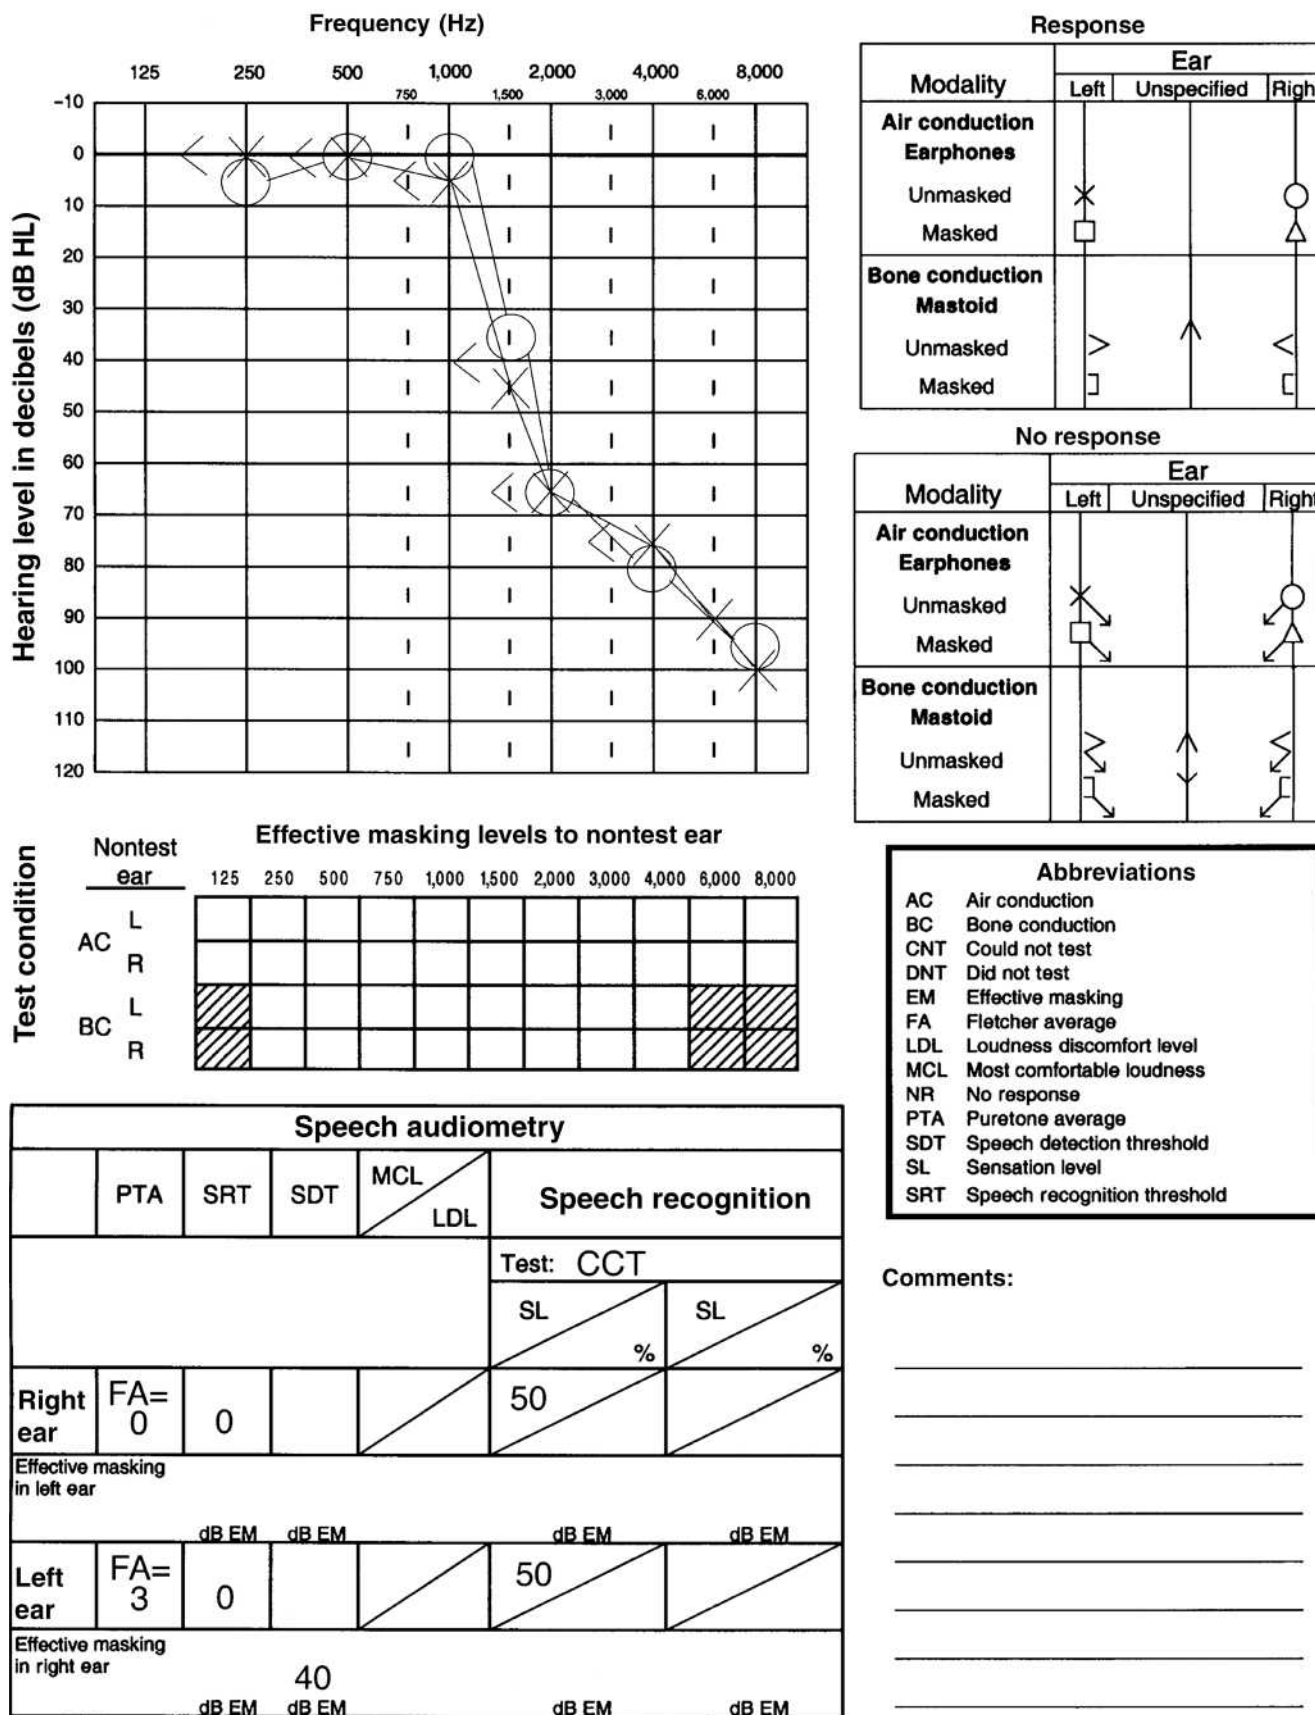 Frequency (Hz)
125 250 500 1,000 2,000 4,000 8,000
750 1,500 3,000 6,000
Hearing level in decibels (dB HL)
–10
0
10
20
30
40
50
60
70
80
90
100
110
120
Response
Modality
Ear
Left Unspecified Righ
Air conduction
Earphones
Unmasked
Masked
Bone conduction
Mastoid
Unmasked
Masked
No response
Modality
Ear
Left Unspecified Right
Air conduction
Earphones
Unmasked
Masked
Bone conduction
Mastoid
Unmasked
Masked
Effective masking levels to nontest ear
Test condition
Nontest
ear
125 250 500 750 1,000 1,500 2,000 3,000 4,000 6,000 8,000
AC L
R
BC L
R
Abbreviations
AC Air conduction
BC Bone conduction
CNT Could not test
DNT Did not test
EM Effective masking
FA Fletcher average
LDL Loudness discomfort level
MCL Most comfortable loudness
NR No response
PTA Puretone average
SDT Speech detection threshold
SL Sensation level
SRT Speech recognition threshold
Speech audiometry
PTA SRT SDT MCL LDL Speech recognition
Test: CCT
SL % SL %
Right
ear
FA=
0
0
50
Effective masking
in left ear
dB EM dB EM dB EM dB EM
Left
ear
FA=
3
0
50
Effective masking
in right ear
40
dB EM dB EM dB EM dB EM
Comments: